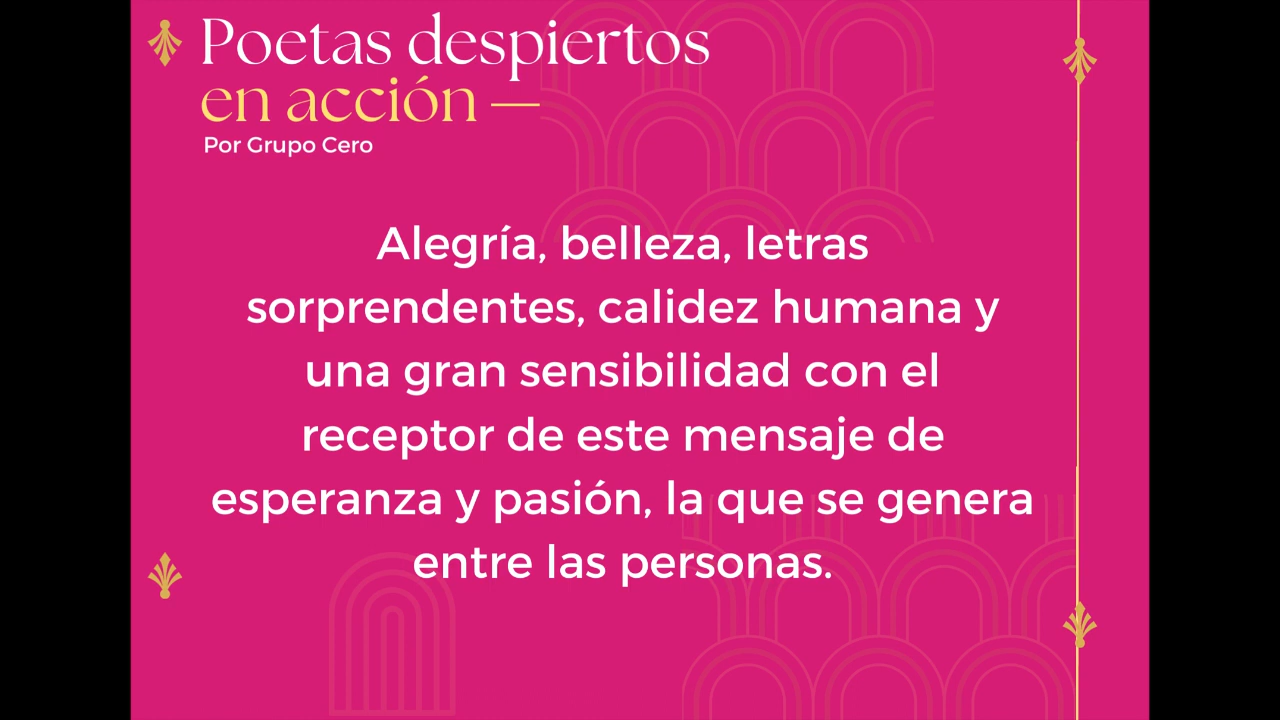 Poetas despiertos
en acción —
Por Grupo Cero
Alegría, belleza, letras
sorprendentes, calidez humana y
una gran sensibilidad con el
receptor de este mensaje de
esperanza y pasión, la que se genera
entre las personas.